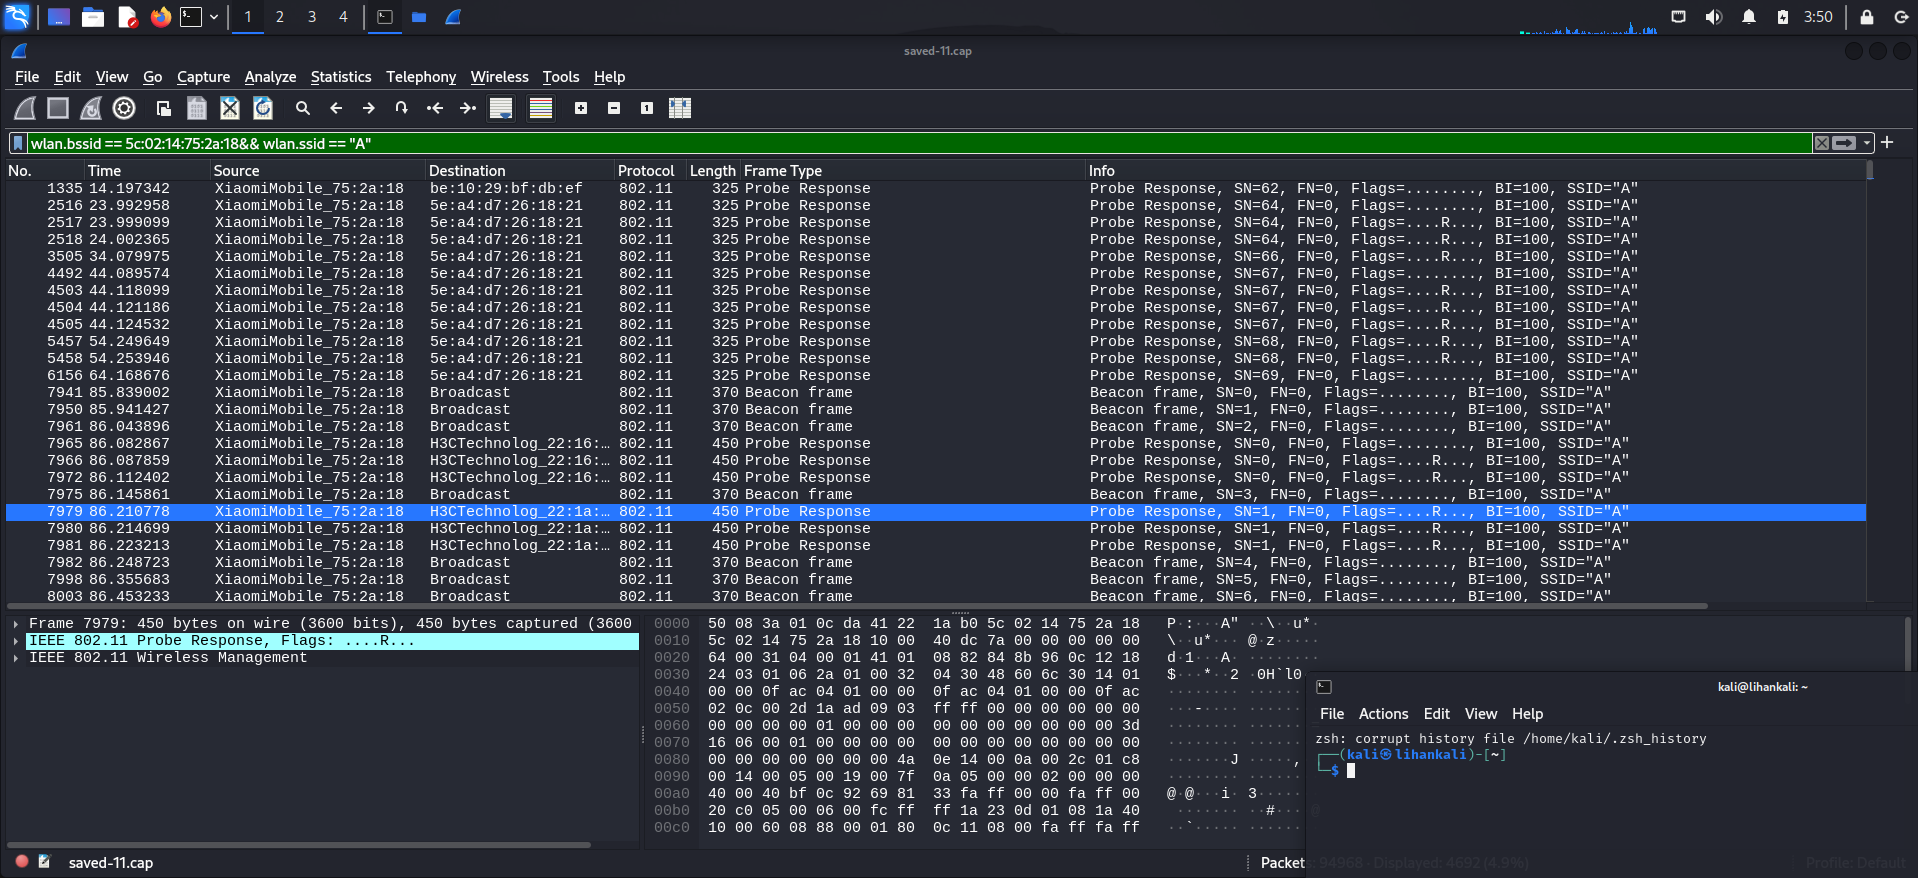 1 2 3 4 3:50
saved-11.cap
File Edit View Go Capture Analyze Statistics Telephony Wireless Tools Help
wlan.bssid == 5c:02:14:75:2a:18&& wlan.ssid == "A"
No. Time Source Destination Protocol Length Frame Type Info
1335 14.197342 XiaomiMobile_75:2a:18 be:10:29:bf:db:ef 802.11 325 Probe Response Probe Response, SN=62, FN=0, Flags=........, BI=100, SSID="A"
2516 23.992958 XiaomiMobile_75:2a:18 5e:a4:d7:26:18:21 802.11 325 Probe Response Probe Response, SN=64, FN=0, Flags=........, BI=100, SSID="A"
2517 23.999099 XiaomiMobile_75:2a:18 5e:a4:d7:26:18:21 802.11 325 Probe Response Probe Response, SN=64, FN=0, Flags=....R..., BI=100, SSID="A"
2518 24.002365 XiaomiMobile_75:2a:18 5e:a4:d7:26:18:21 802.11 325 Probe Response Probe Response, SN=64, FN=0, Flags=....R..., BI=100, SSID="A"
3505 34.079975 XiaomiMobile_75:2a:18 5e:a4:d7:26:18:21 802.11 325 Probe Response Probe Response, SN=66, FN=0, Flags=....R..., BI=100, SSID="A"
4492 44.089574 XiaomiMobile_75:2a:18 5e:a4:d7:26:18:21 802.11 325 Probe Response Probe Response, SN=67, FN=0, Flags=........, BI=100, SSID="A"
4503 44.118099 XiaomiMobile_75:2a:18 5e:a4:d7:26:18:21 802.11 325 Probe Response Probe Response, SN=67, FN=0, Flags=....R..., BI=100, SSID="A"
4504 44.121186 XiaomiMobile_75:2a:18 5e:a4:d7:26:18:21 802.11 325 Probe Response Probe Response, SN=67, FN=0, Flags=....R..., BI=100, SSID="A"
4505 44.124532 XiaomiMobile_75:2a:18 5e:a4:d7:26:18:21 802.11 325 Probe Response Probe Response, SN=67, FN=0, Flags=....R..., BI=100, SSID="A"
5457 54.249649 XiaomiMobile_75:2a:18 5e:a4:d7:26:18:21 802.11 325 Probe Response Probe Response, SN=68, FN=0, Flags=....R..., BI=100, SSID="A"
5458 54.253946 XiaomiMobile_75:2a:18 5e:a4:d7:26:18:21 802.11 325 Probe Response Probe Response, SN=68, FN=0, Flags=....R..., BI=100, SSID="A"
6156 64.168676 XiaomiMobile_75:2a:18 5e:a4:d7:26:18:21 802.11 325 Probe Response Probe Response, SN=69, FN=0, Flags=........, BI=100, SSID="A"
7941 85.839002 XiaomiMobile_75:2a:18 Broadcast 802.11 370 Beacon frame Beacon frame, SN=0, FN=0, Flags=........, BI=100, SSID="A"
7950 85.941427 XiaomiMobile_75:2a:18 Broadcast 802.11 370 Beacon frame Beacon frame, SN=1, FN=0, Flags=........, BI=100, SSID="A"
7961 86.043896 XiaomiMobile_75:2a:18 Broadcast 802.11 370 Beacon frame Beacon frame, SN=2, FN=0, Flags=........, BI=100, SSID="A"
7965 86.082867 XiaomiMobile_75:2a:18 H3CTechnolog_22:16:… 802.11 450 Probe Response Probe Response, SN=0, FN=0, Flags=........, BI=100, SSID="A"
7966 86.087859 XiaomiMobile_75:2a:18 H3CTechnolog_22:16:… 802.11 450 Probe Response Probe Response, SN=0, FN=0, Flags=....R..., BI=100, SSID="A"
7972 86.112402 XiaomiMobile_75:2a:18 H3CTechnolog_22:16:… 802.11 450 Probe Response Probe Response, SN=0, FN=0, Flags=....R..., BI=100, SSID="A"
7975 86.145861 XiaomiMobile_75:2a:18 Broadcast 802.11 370 Beacon frame Beacon frame, SN=3, FN=0, Flags=........, BI=100, SSID="A"
7979 86.210778 XiaomiMobile_75:2a:18 H3CTechnolog_22:1a:… 802.11 450 Probe Response Probe Response, SN=1, FN=0, Flags=....R..., BI=100, SSID="A"
7980 86.214699 XiaomiMobile_75:2a:18 H3CTechnolog_22:1a:… 802.11 450 Probe Response Probe Response, SN=1, FN=0, Flags=....R..., BI=100, SSID="A"
7981 86.223213 XiaomiMobile_75:2a:18 H3CTechnolog_22:1a:… 802.11 450 Probe Response Probe Response, SN=1, FN=0, Flags=....R..., BI=100, SSID="A"
7982 86.248723 XiaomiMobile_75:2a:18 Broadcast 802.11 370 Beacon frame Beacon frame, SN=4, FN=0, Flags=........, BI=100, SSID="A"
7998 86.355683 XiaomiMobile_75:2a:18 Broadcast 802.11 370 Beacon frame Beacon frame, SN=5, FN=0, Flags=........, BI=100, SSID="A"
8003 86.453233 XiaomiMobile_75:2a:18 Broadcast 802.11 370 Beacon frame Beacon frame, SN=6, FN=0, Flags=........, BI=100, SSID="A"
Frame 7979: 450 bytes on wire (3600 bits), 450 bytes captured (3600
IEEE 802.11 Probe Response, Flags: ....R...
IEEE 802.11 Wireless Management
0000 50 08 3a 01 0c da 41 22 1a b0 5c 02 14 75 2a 18 P·:···A" ··\··u*·
0010 5c 02 14 75 2a 18 10 00 40 dc 7a 00 00 00 00 00 \··u*··· @·z·····
0020 64 00 31 04 00 01 41 01 08 82 84 8b 96 0c 12 18 d·1···A· ········
0030 24 03 01 06 2a 01 00 32 04 30 48 60 6c 30 14 01 $···*··2 ·0H`l0
0040 00 00 0f ac 04 01 00 00 0f ac 04 01 00 00 0f ac
0050 02 0c 00 2d 1a ad 09 03 ff ff 00 00 00 00 00 00 ···-····
0060 00 00 00 00 01 00 00 00 00 00 00 00 00 00 00 3d
0070 16 06 00 01 00 00 00 00 00 00 00 00 00 00 00 00
0080 00 00 00 00 00 00 00 4a 0e 14 00 0a 00 2c 01 c8 ·······J ·····,
0090 00 14 00 05 00 19 00 7f 0a 05 00 00 02 00 00 00
00a0 40 00 40 bf 0c 92 69 81 33 fa ff 00 00 fa ff 00 @·@···i· 3·····
00b0 20 c0 05 00 06 00 fc ff ff 1a 23 0d 01 08 1a 40 ······· ··#···
00c0 10 00 60 08 88 00 01 80 0c 11 08 00 fa ff fa ff ··`·····
kali@lihankali: ~
File Actions Edit View Help
zsh: corrupt history file /home/kali/.zsh_history
┌──(kali㉿lihankali)-[~]
└─$
saved-11.cap Packets: 94968 · Displayed: 4692 (4.9%) Profile: Default